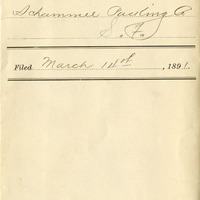 Schammel Packing Co
S. F.
Filed March 14th, 1891.